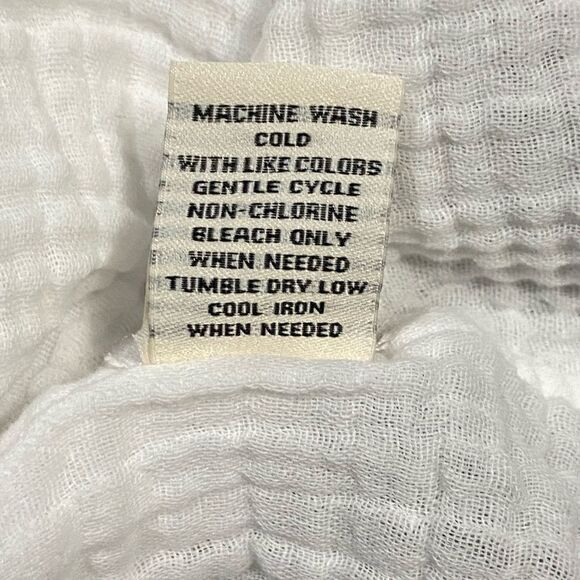 MACHINE WASH
COLD
WITH LIKE COLORS
GENTLE CYCLE
NON-CHLORINE
BLEACH ONLY
WHEN NEEDED
TUMBLE DRY LOW
COOL IRON
WHEN NEEDED